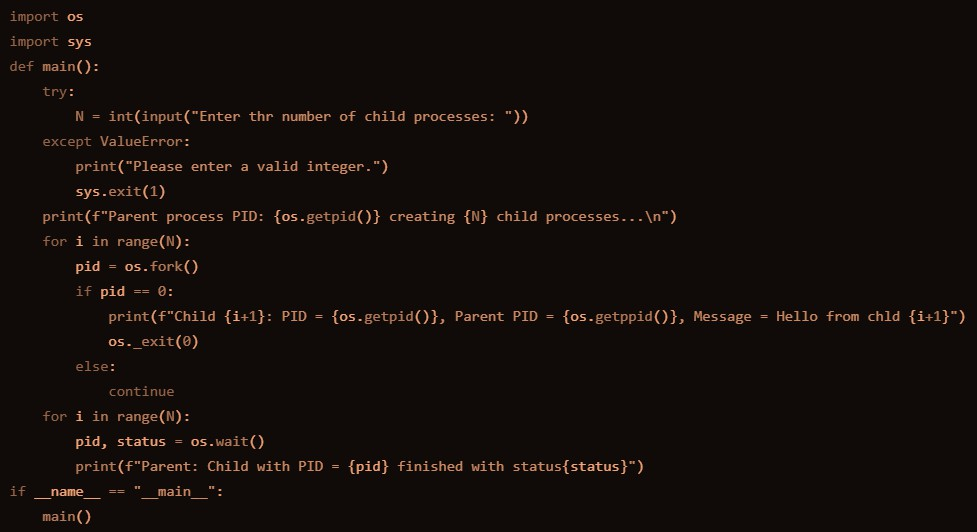 import os
import sys
def main():
    try:
        N = int(input("Enter thr number of child processes: "))
    except ValueError:
        print("Please enter a valid integer.")
        sys.exit(1)
    print(f"Parent process PID: {os.getpid()} creating {N} child processes...\n")
    for i in range(N):
        pid = os.fork()
        if pid == 0:
            print(f"Child {i+1}: PID = {os.getpid()}, Parent PID = {os.getppid()}, Message = Hello from chld {i+1}")
            os._exit(0)
        else:
            continue
    for i in range(N):
        pid, status = os.wait()
        print(f"Parent: Child with PID = {pid} finished with status{status}")
if __name__ == "__main__":
    main()